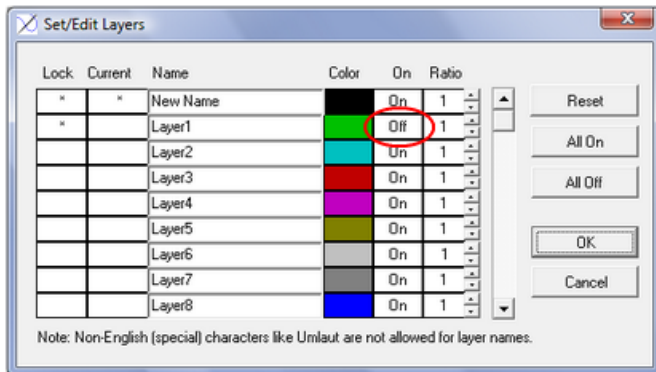 Set/Edit Layers
Lock Current Name Color On Ratio
* * New Name On 1
* Layer1 Off 1
Layer2 On 1
Layer3 On 1
Layer4 On 1
Layer5 On 1
Layer6 On 1
Layer7 On 1
Layer8 On 1
Reset
All On
All Off
OK
Cancel
Note: Non-English (special) characters like Umlaut are not allowed for layer names.